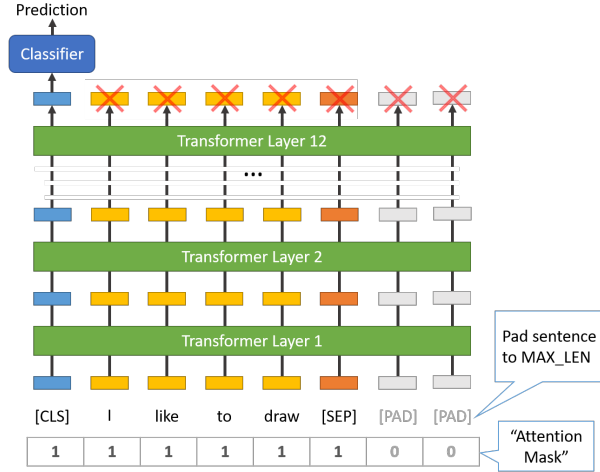 Prediction
Classifier
Transformer Layer 12
...
Transformer Layer 2
Transformer Layer 1
Pad sentence
to MAX_LEN
[CLS] I like to draw [SEP] [PAD] [PAD]
1 1 1 1 1 1 0 0
“Attention
Mask”